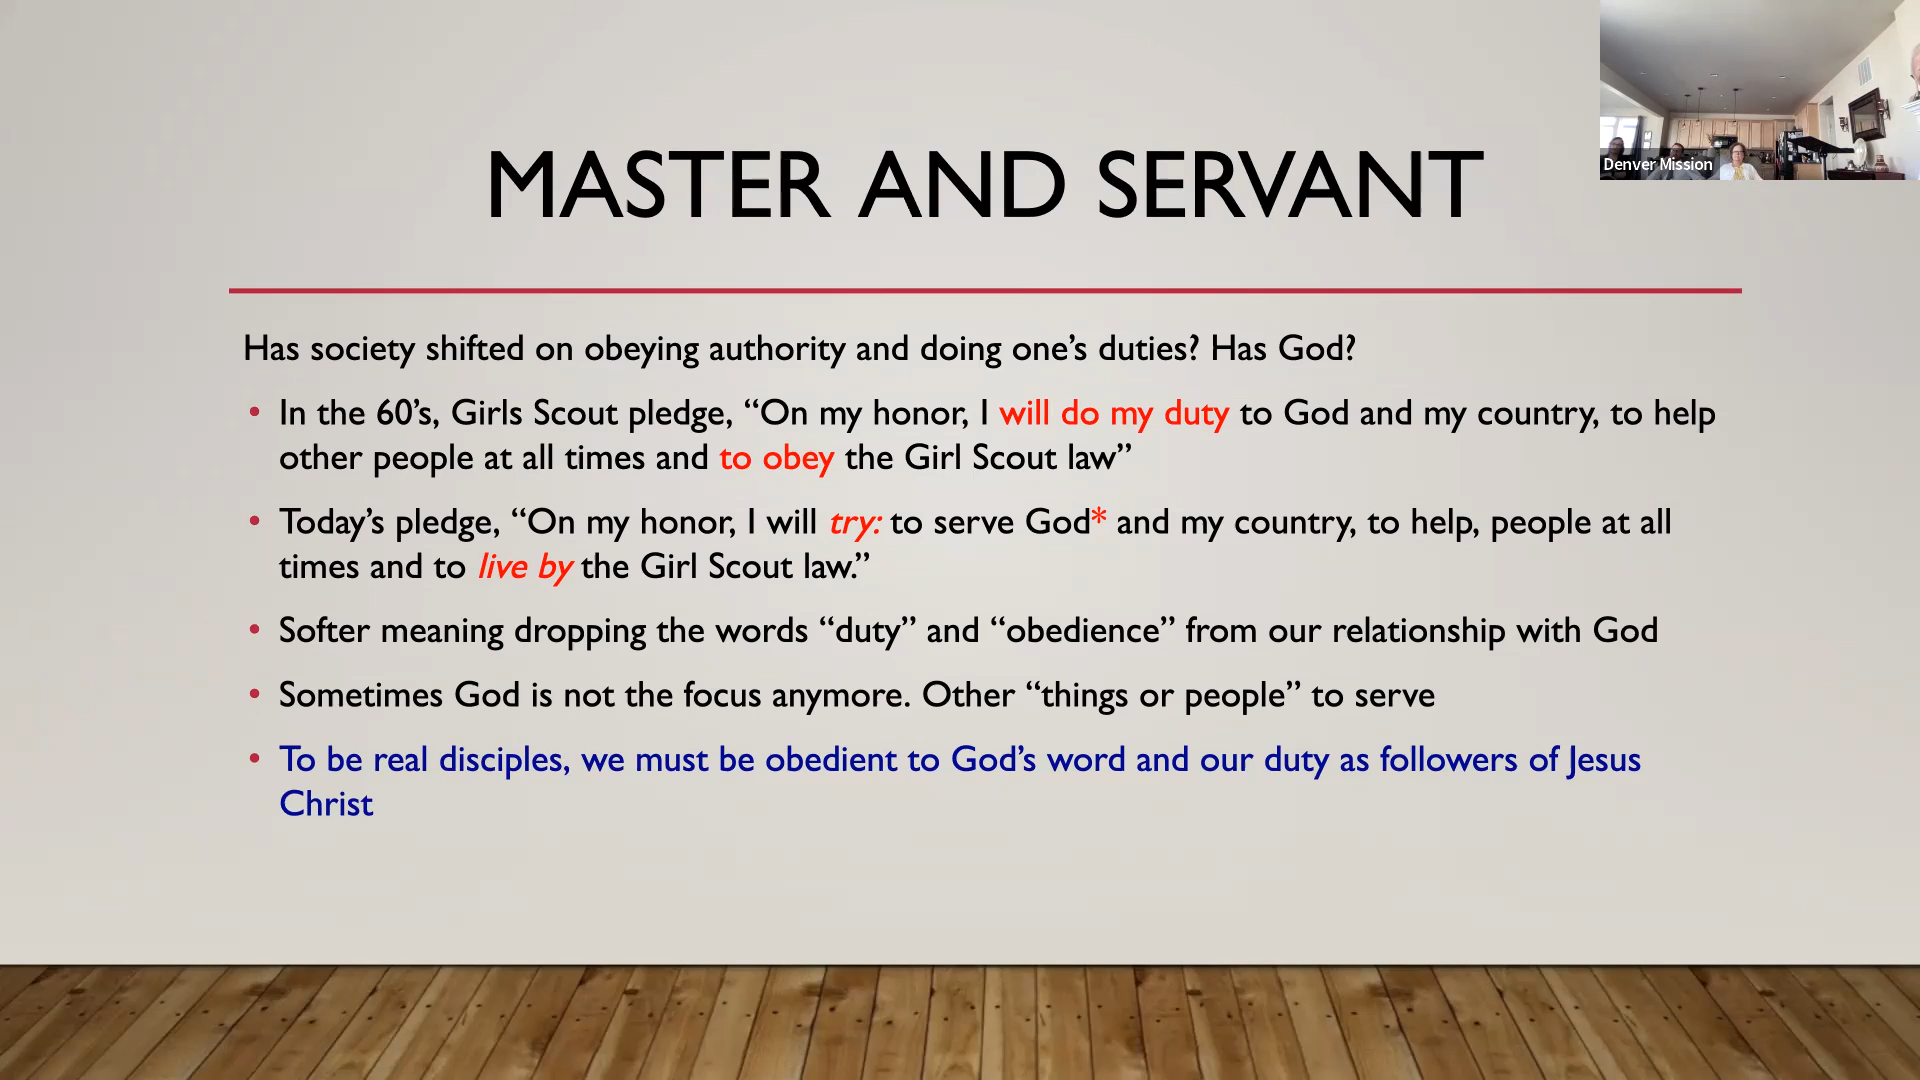 MASTER AND SERVANT
Denver Mission
Has society shifted on obeying authority and doing one’s duties? Has God?
• In the 60’s, Girls Scout pledge, “On my honor, I will do my duty to God and my country, to help
other people at all times and to obey the Girl Scout law”
• Today’s pledge, “On my honor, I will try: to serve God* and my country, to help, people at all
times and to live by the Girl Scout law.”
• Softer meaning dropping the words “duty” and “obedience” from our relationship with God
• Sometimes God is not the focus anymore. Other “things or people” to serve
• To be real disciples, we must be obedient to God’s word and our duty as followers of Jesus
Christ